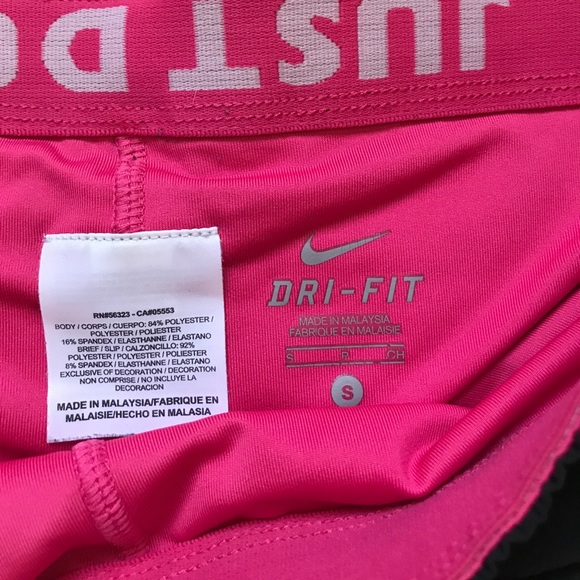 JUST DO
RN#56323 - CA#05553
BODY / CORPS / CUERPO: 84% POLYESTER /
POLYESTER / POLIESTER
16% SPANDEX / ELASTHANNE / ELASTANO
BRIEF / SLIP / CALZONCILLO: 92%
POLYESTER / POLYESTER / POLIESTER
8% SPANDEX / ELASTHANNE / ELASTANO
EXCLUSIVE OF DECORATION / DECORATION
NON COMPRISE / NO INCLUYE LA
DECORACION
MADE IN MALAYSIA/FABRIQUE EN
MALAISIE/HECHO EN MALASIA
DRI-FIT
MADE IN MALAYSIA
FABRIQUE EN MALAISIE
S P CH
S